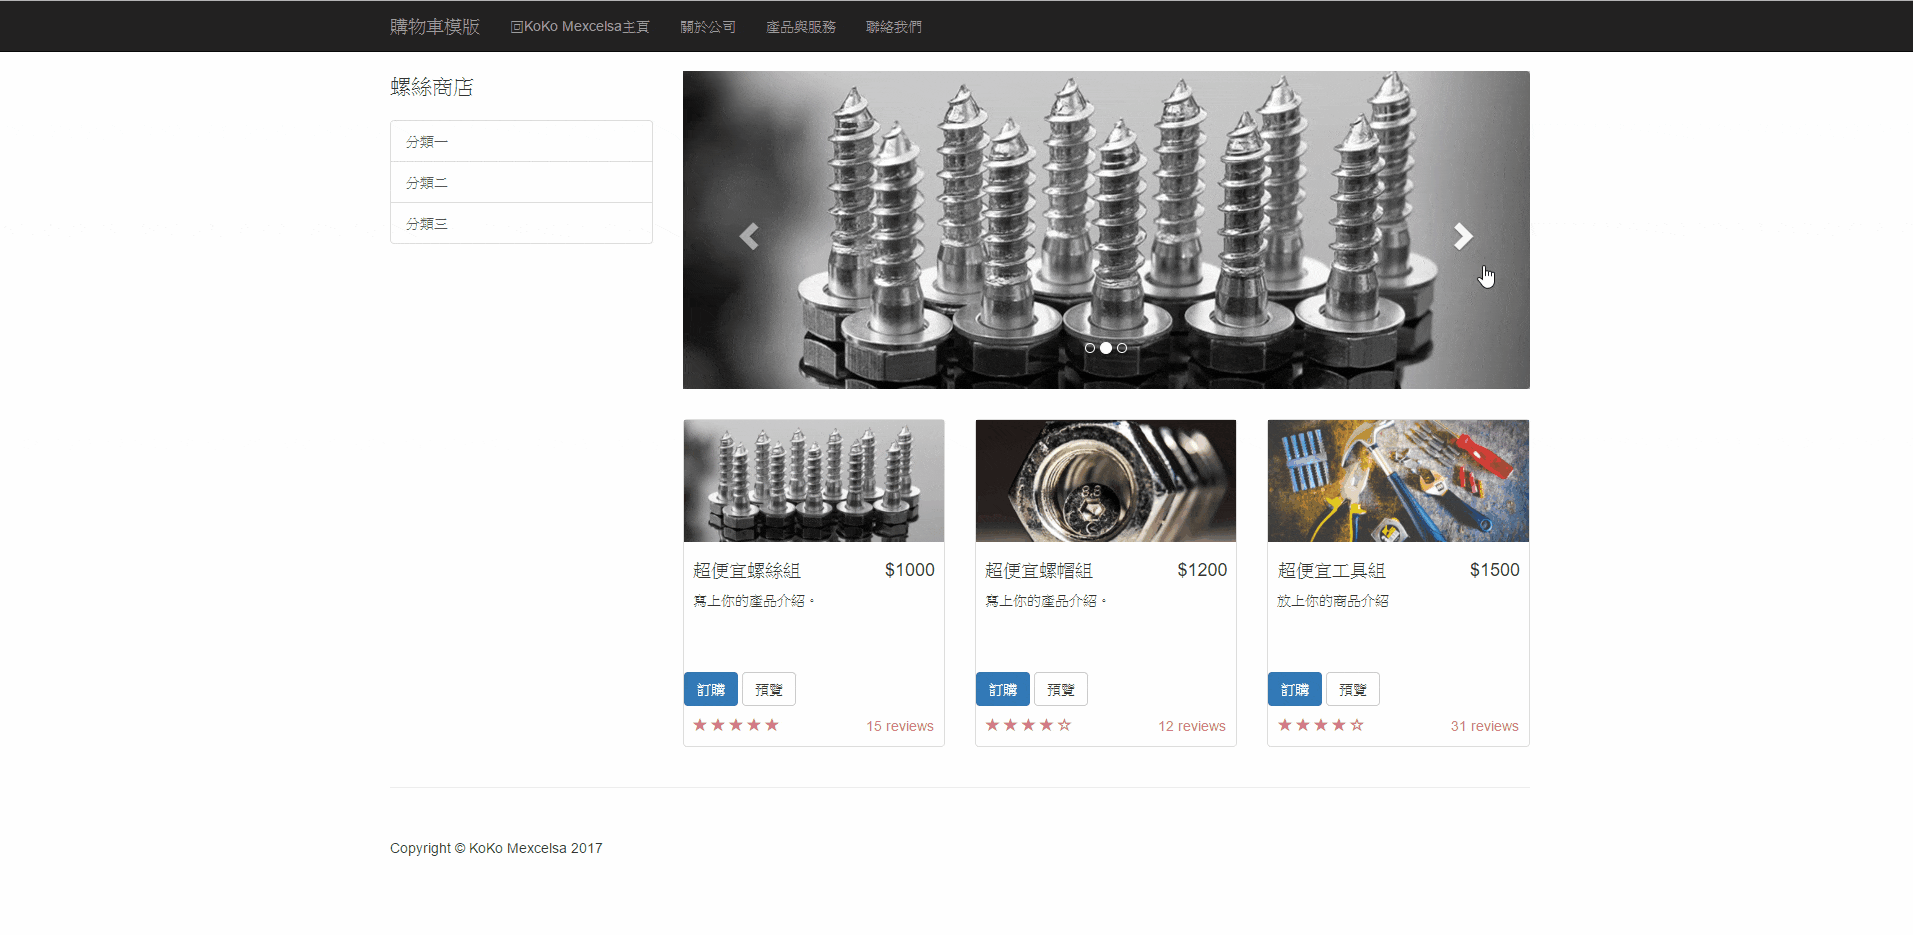 購物車模版 回KoKo Mexcelsa主頁 關於公司 產品與服務 聯絡我們
螺絲商店
分類一
分類二
分類三
8.8
超便宜螺絲組 $1000
寫上你的產品介紹。
訂購 預覽
★★★★★ 15 reviews
超便宜螺帽組 $1200
寫上你的產品介紹。
訂購 預覽
★★★★☆ 12 reviews
超便宜工具組 $1500
放上你的商品介紹
訂購 預覽
★★★★☆ 31 reviews
Copyright © KoKo Mexcelsa 2017